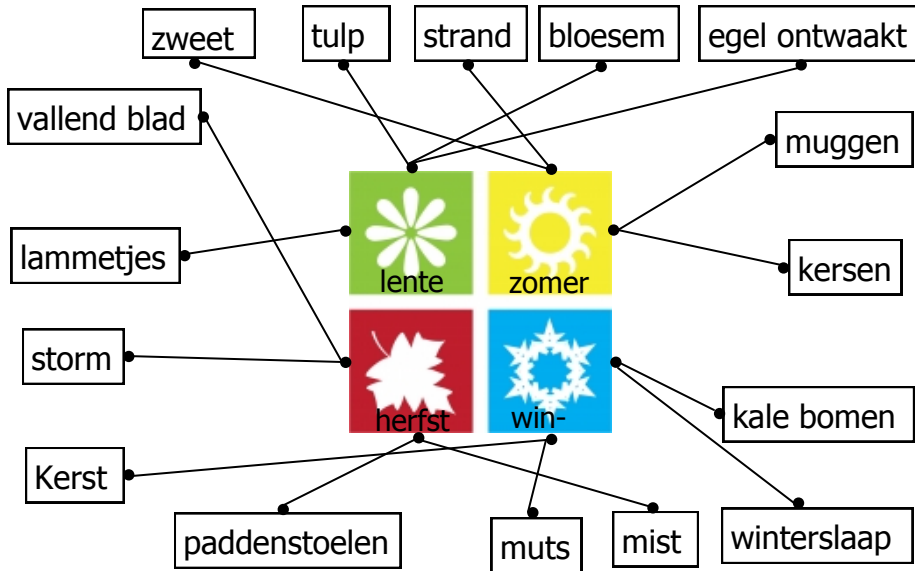 zweet
tulp
strand
bloesem
egel ontwaakt
vallend blad
muggen
lammetjes
kersen
lente
zomer
storm
herfst
win-
kale bomen
Kerst
paddenstoelen
muts
mist
winterslaap